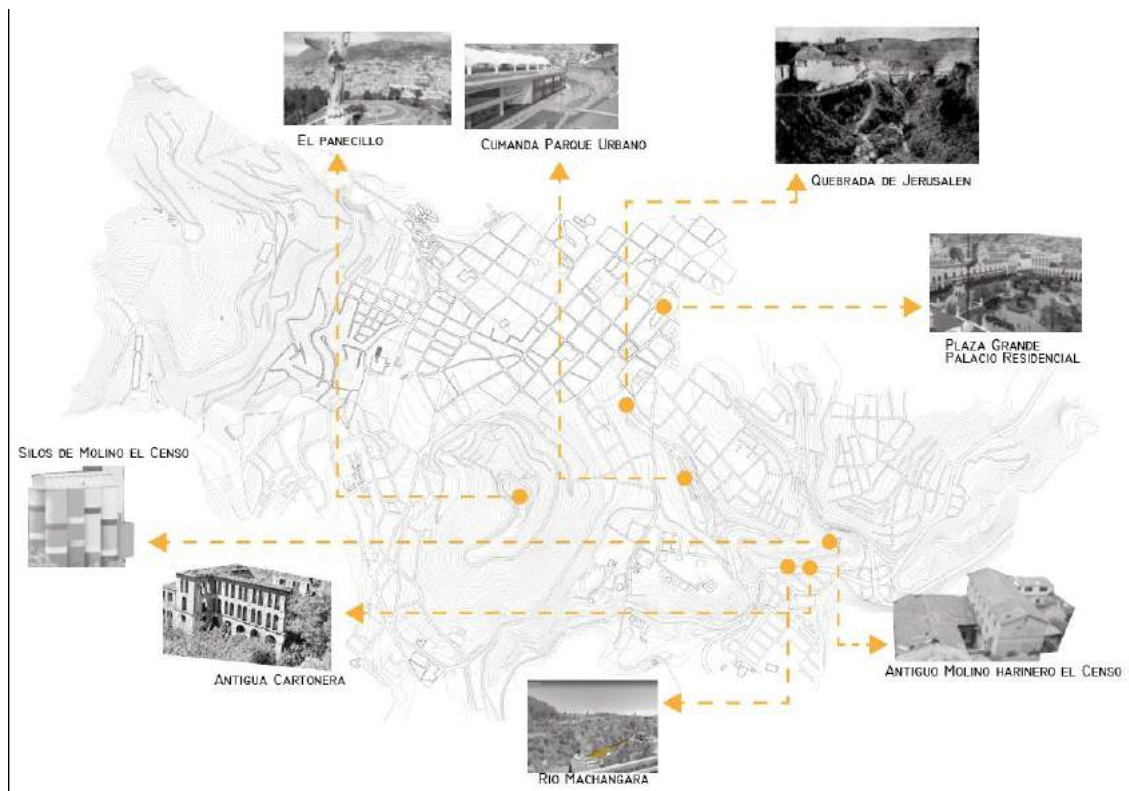 El panecillo
Cumanda Parque Urbano
Quebrada de Jerusalen
Plaza Grande
Palacio Residencial
Silos de Molino el Censo
Antigua Cartonera
Antiguo Molino harinero el Censo
Rio Machangara